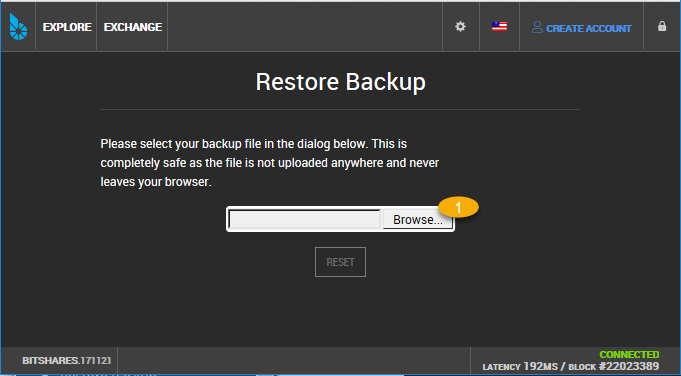 EXPLORE EXCHANGE CREATE ACCOUNT
Restore Backup
Please select your backup file in the dialog below. This is
completely safe as the file is not uploaded anywhere and never
leaves your browser.
1
Browse...
RESET
CONNECTED
BITSHARES.171121
LATENCY 192MS / BLOCK #22023389